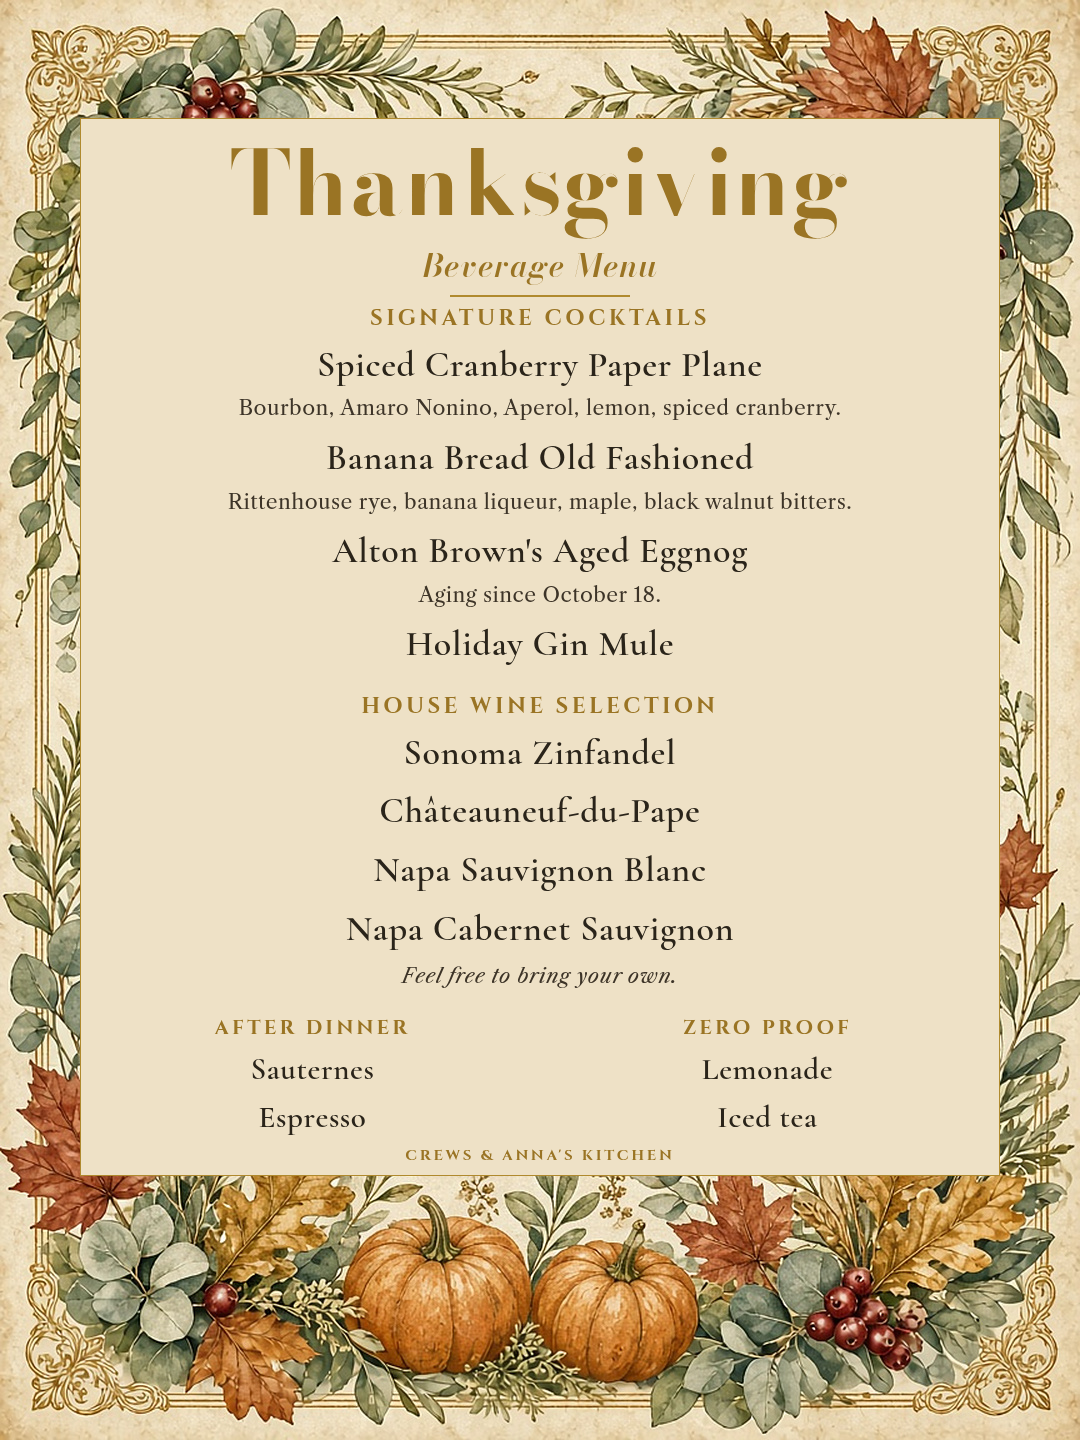 Thanksgiving
Beverage Menu
SIGNATURE COCKTAILS
Spiced Cranberry Paper Plane
Bourbon, Amaro Nonino, Aperol, lemon, spiced cranberry.
Banana Bread Old Fashioned
Rittenhouse rye, banana liqueur, maple, black walnut bitters.
Alton Brown's Aged Eggnog
Aging since October 18.
Holiday Gin Mule
HOUSE WINE SELECTION
Sonoma Zinfandel
Châteauneuf-du-Pape
Napa Sauvignon Blanc
Napa Cabernet Sauvignon
Feel free to bring your own.
AFTER DINNER
Sauternes
Espresso
ZERO PROOF
Lemonade
Iced tea
CREWS & ANNA'S KITCHEN